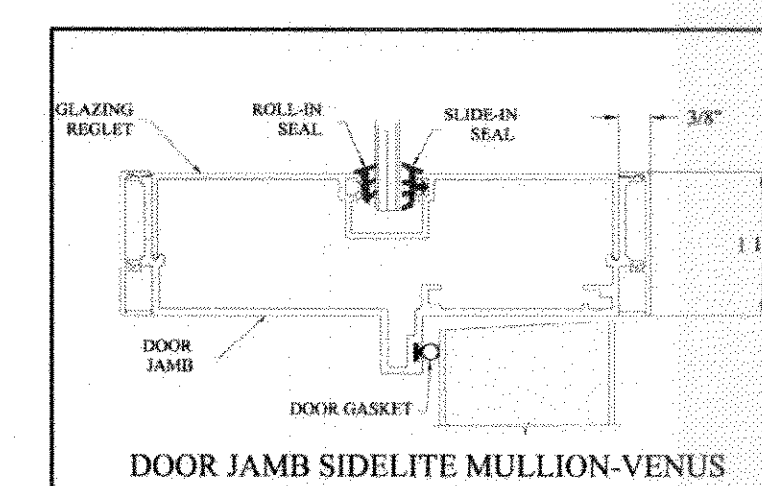 GLAZING
REGLET
ROLL-IN
SEAL
SLIDE-IN
SEAL
3/8"
DOOR
JAMB
DOOR GASKET
DOOR JAMB SIDELITE MULLION-VENUS